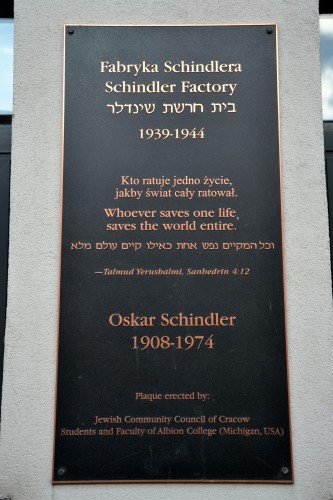 Fabryka Schindlera
Schindler Factory
בית חרשת שינדלר
1939-1944
Kto ratuje jedno życie,
jakby świat cały ratował.
Whoever saves one life,
saves the world entire.
וכל המקיים נפש אחת כאילו קיים עולם מלא
—Talmud Yerushalmi, Sanhedrin 4:12
Oskar Schindler
1908-1974
Plaque erected by:
Jewish Community Council of Cracow
Students and Faculty of Albion College (Michigan, USA)